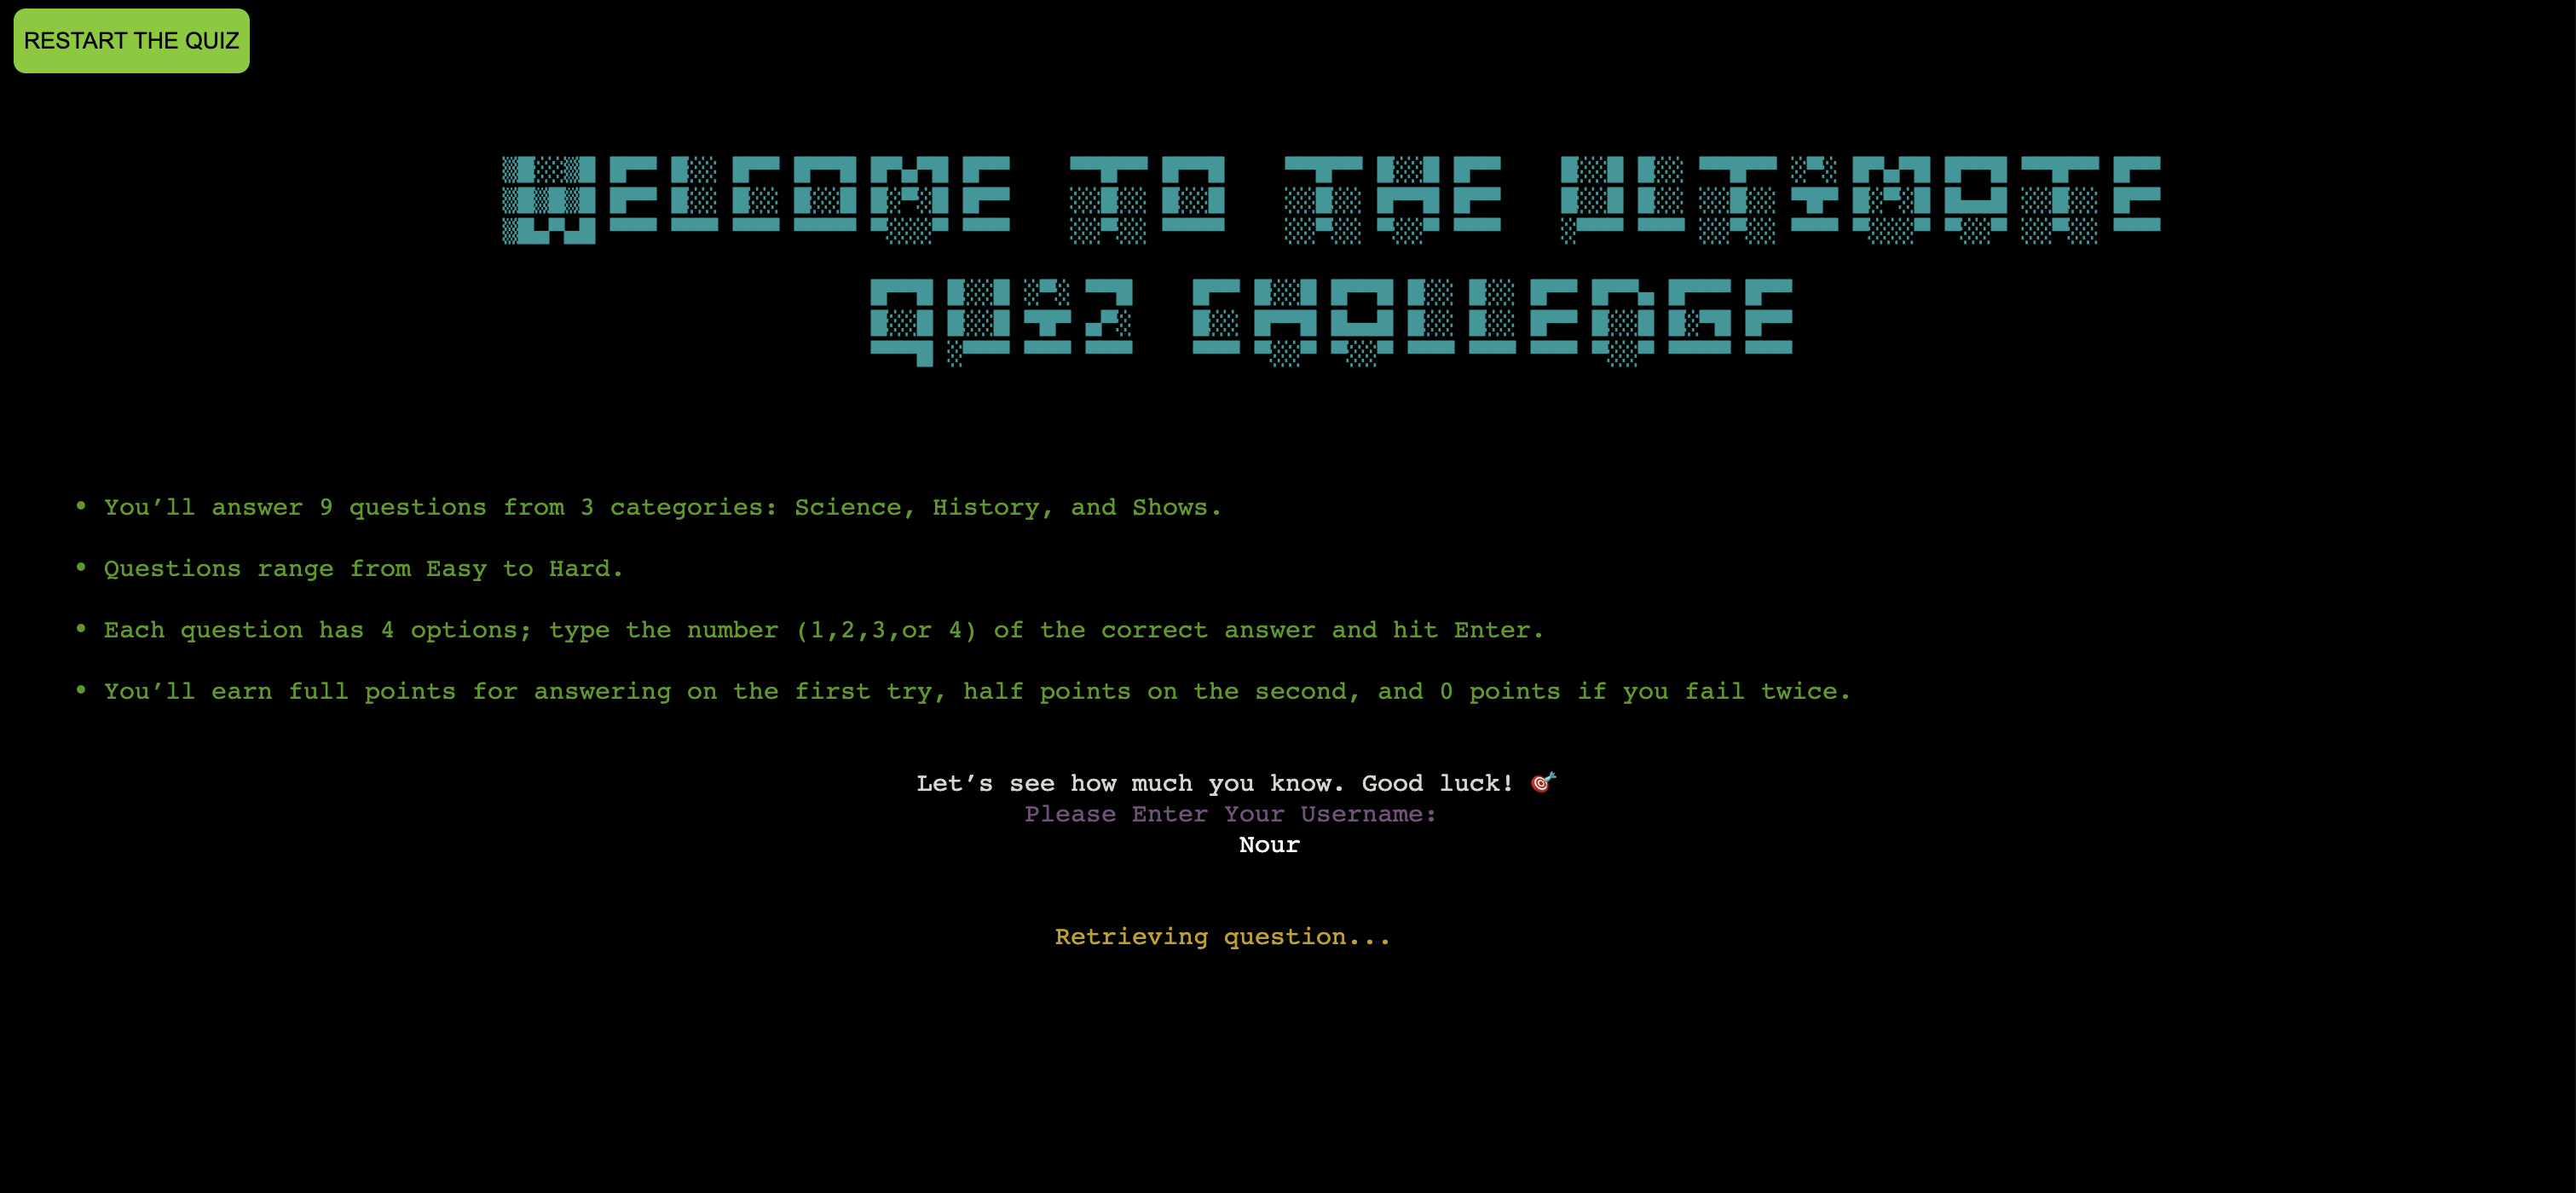 RESTART THE QUIZ
WELCOME TO THE ULTIMATE
QUIZ CHALLENGE
• You’ll answer 9 questions from 3 categories: Science, History, and Shows.
• Questions range from Easy to Hard.
• Each question has 4 options; type the number (1,2,3,or 4) of the correct answer and hit Enter.
• You’ll earn full points for answering on the first try, half points on the second, and 0 points if you fail twice.
Let’s see how much you know. Good luck! 🎯
Please Enter Your Username:
Nour
Retrieving question...